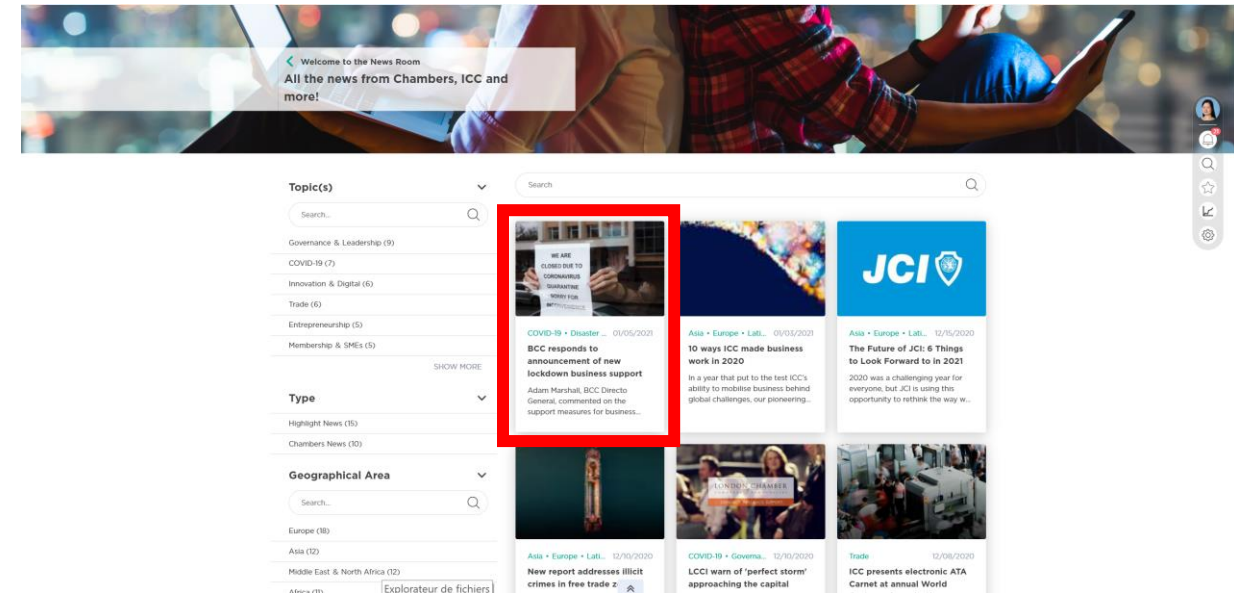 Welcome to the News Room
All the news from Chambers, ICC and
more!
Topic(s)
Search...
Governance & Leadership (9)
COVID-19 (7)
Innovation & Digital (6)
Trade (6)
Entrepreneurship (5)
Membership & SMEs (5)
SHOW MORE
Type
Highlight News (15)
Chambers News (10)
Geographical Area
Search...
Europe (18)
Asia (12)
Middle East & North Africa (12)
Africa (11)
Explorateur de fichiers
Search
WE ARE
CLOSED DUE TO
CORONAVIRUS
QUARANTINE
SORRY FOR
COVID-19 • Disaster ... 01/05/2021
BCC responds to
announcement of new
lockdown business support
Adam Marshall, BCC Directo
General, commented on the
support measures for business...
Asia • Europe • Lati... 01/03/2021
10 ways ICC made business
work in 2020
In a year that put to the test ICC's
ability to mobilise business behind
global challenges, our pioneering...
JCI
Asia • Europe • Lati... 12/15/2020
The Future of JCI: 6 Things
to Look Forward to in 2021
2020 was a challenging year for
everyone, but JCI is using this
opportunity to rethink the way w...
Asia • Europe • Lati... 12/10/2020
New report addresses illicit
crimes in free trade
LONDON CHAMBER
COVID-19 • Governa... 12/10/2020
LCCI warn of 'perfect storm'
approaching the capital
Trade 12/08/2020
ICC presents electronic ATA
Carnet at annual World